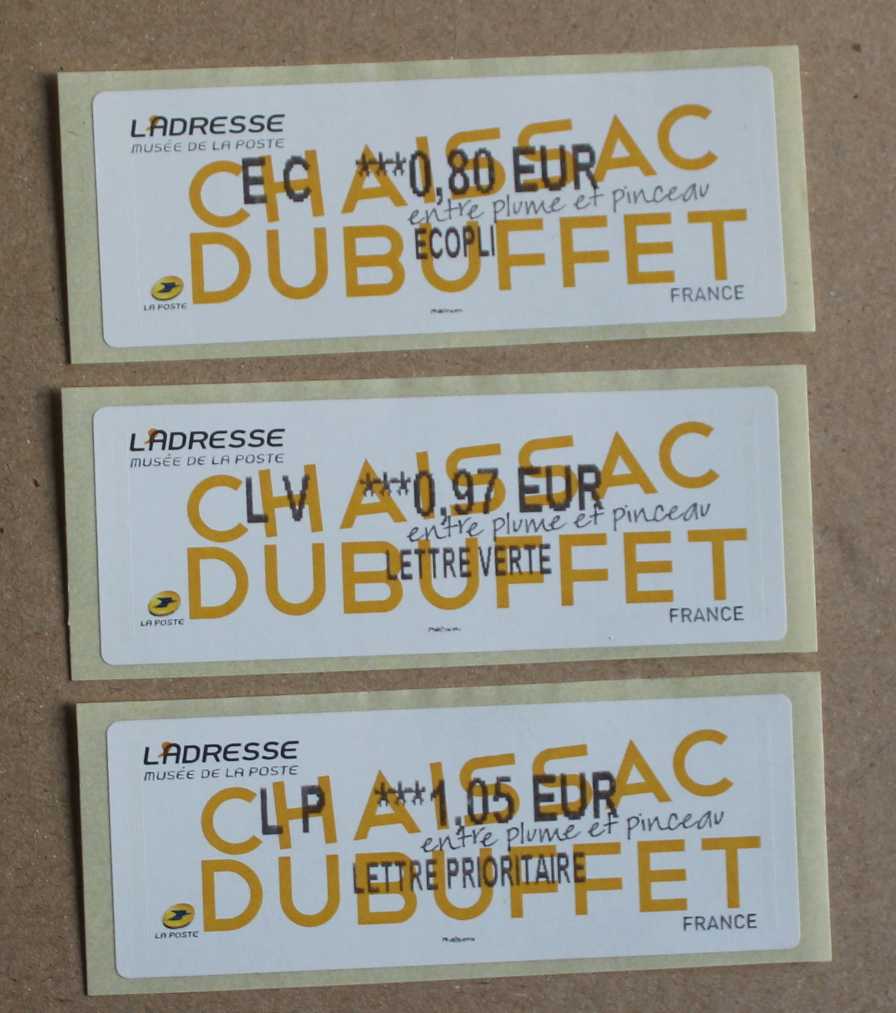 L'ADRESSE
MUSÉE DE LA POSTE
CHAISSAC
EC ***0,80 EUR
entre plume et pinceau
DUBUFFET
ECOPLI
LA POSTE
FRANCE
L'ADRESSE
MUSÉE DE LA POSTE
CHAISSAC
LV ***0,97 EUR
entre plume et pinceau
DUBUFFET
LETTRE VERTE
LA POSTE
FRANCE
L'ADRESSE
MUSÉE DE LA POSTE
CHAISSAC
LP ***1,05 EUR
entre plume et pinceau
DUBUFFET
LETTRE PRIORITAIRE
LA POSTE
FRANCE